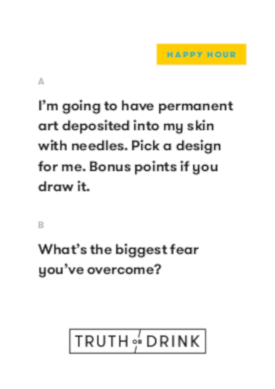 HAPPY HOUR
A
I'm going to have permanent
art deposited into my skin
with needles. Pick a design
for me. Bonus points if you
draw it.
B
What's the biggest fear
you've overcome?
TRUTH OR DRINK